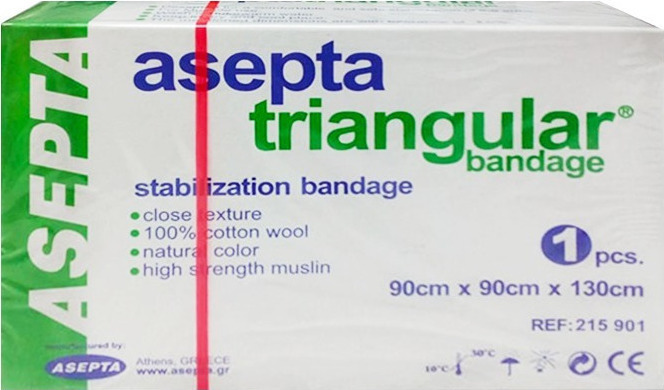 ASEPTA
asepta
triangular®
bandage
stabilization bandage
• close texture
• 100% cotton wool
• natural color
• high strength muslin
1 pcs.
90cm x 90cm x 130cm
REF: 215 901
manufactured by:
ASEPTA
Athens, GREECE
www.asepta.gr
10°C 30°C
CE